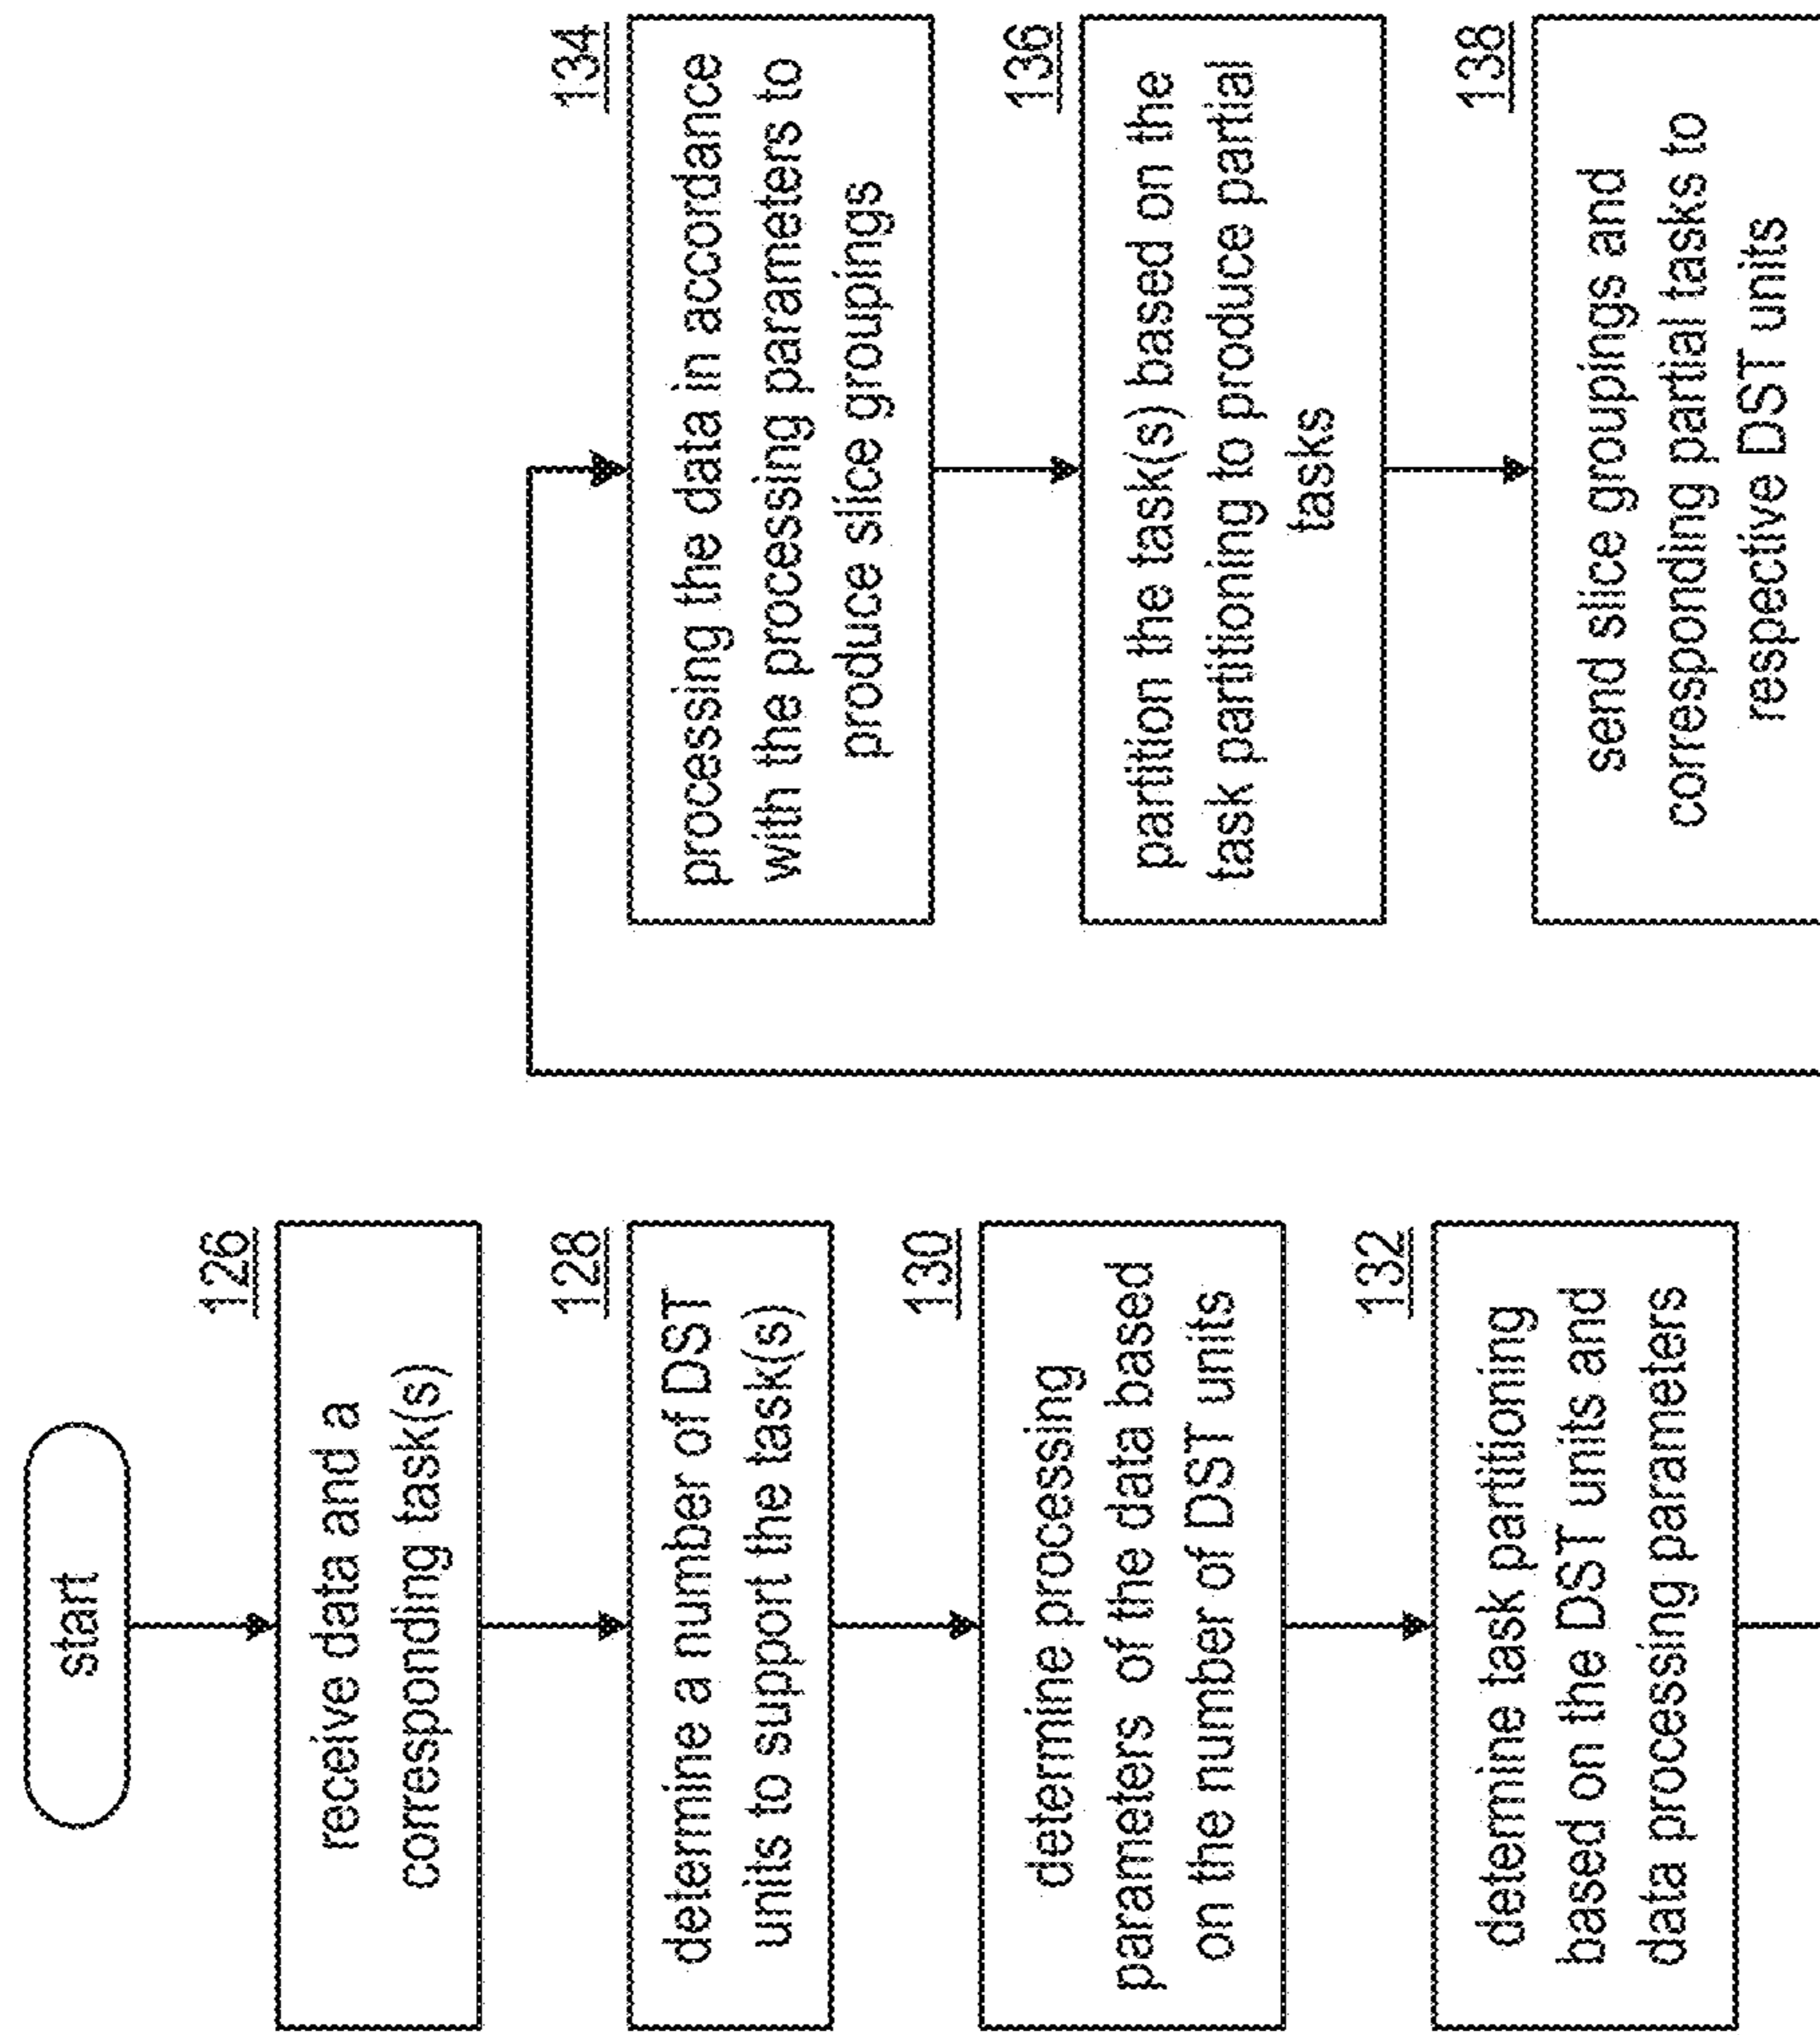 start
126
receive data and a
corresponding task(s)
128
determine a number of DST
units to support the task(s)
130
determine processing
parameters of the data based
on the number of DST units
132
determine task partitioning
based on the DST units and
data processing parameters
134
processing the data in accordance
with the processing parameters to
produce slice groupings
136
partition the task(s) based on the
task partitioning to produce partial
tasks
138
send slice groupings and
corresponding partial tasks to
respective DST units